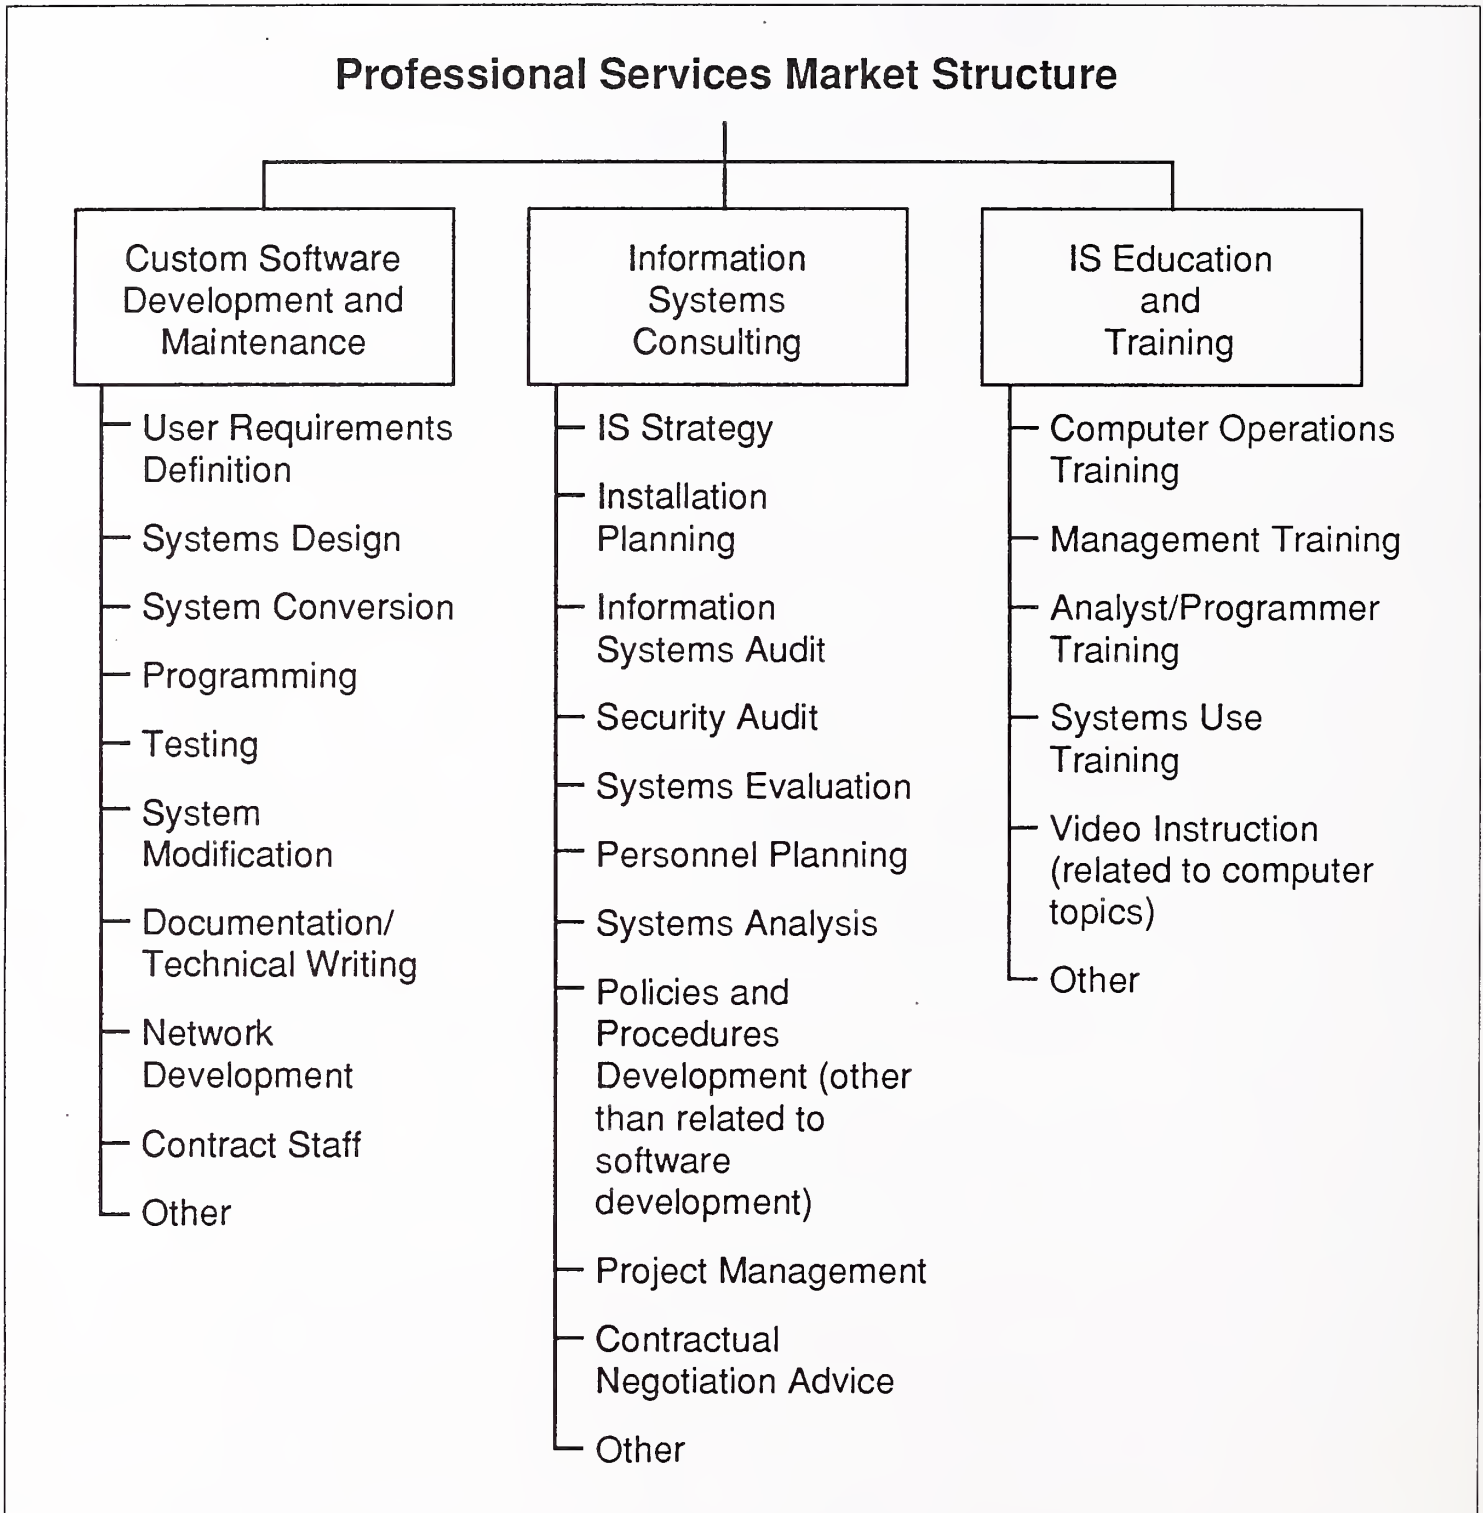 Professional Services Market Structure
Custom Software
Development and
Maintenance
User Requirements
Definition
Systems Design
System Conversion
Programming
Testing
System
Modification
Documentation/
Technical Writing
Network
Development
Contract Staff
Other
Information
Systems
Consulting
IS Strategy
Installation
Planning
Information
Systems Audit
Security Audit
Systems Evaluation
Personnel Planning
Systems Analysis
Policies and
Procedures
Development (other
than related to
software
development)
Project Management
Contractual
Negotiation Advice
Other
IS Education
and
Training
Computer Operations
Training
Management Training
Analyst/Programmer
Training
Systems Use
Training
Video Instruction
(related to computer
topics)
Other